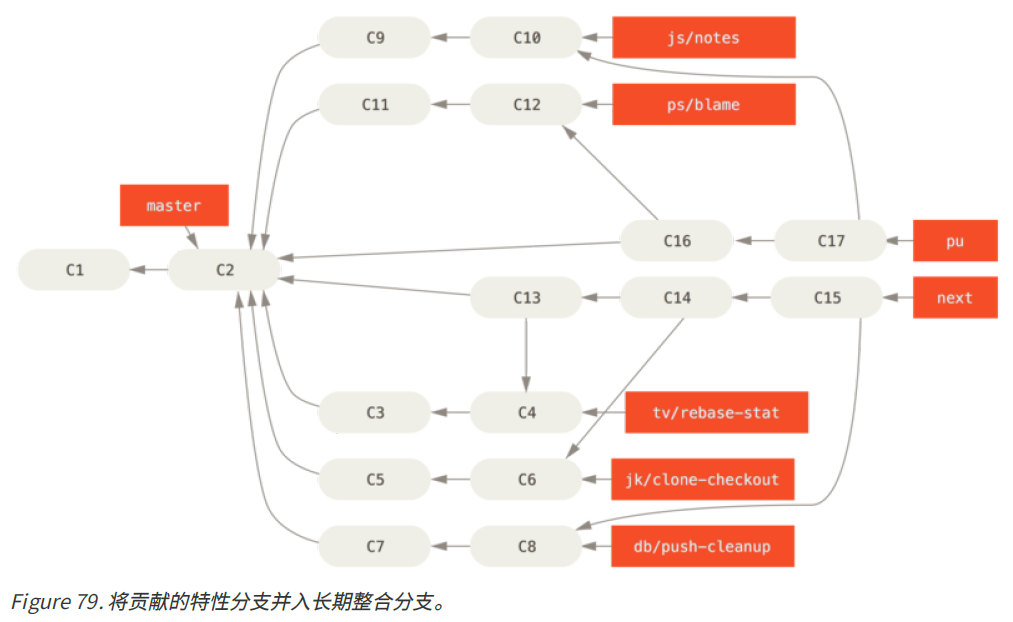 C9 C10 js/notes
C11 C12 ps/blame
master
C16 C17 pu
C1 C2
C13 C14 C15 next
C3 C4 tv/rebase-stat
C5 C6 jk/clone-checkout
C7 C8 db/push-cleanup
Figure 79. 将贡献的特性分支并入长期整合分支。